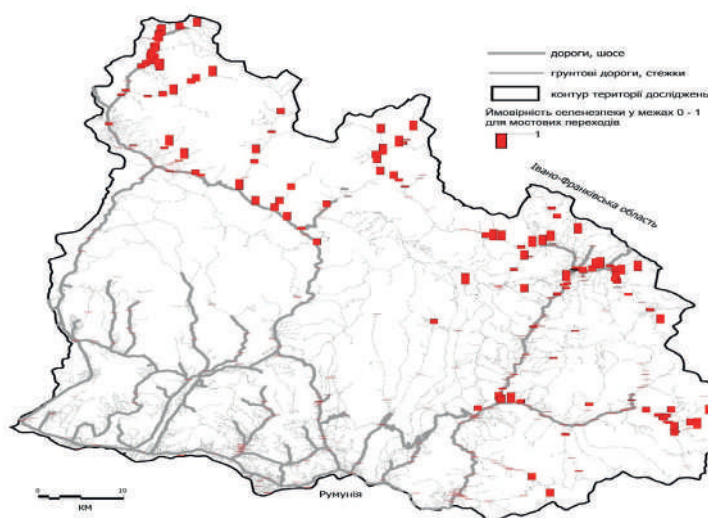 дороги, шосе
грунтові дороги, стежки
контур території досліджень
Ймовірність селенезпеки у межах 0 - 1
для мостових переходів
1
Івано-Франківська область
Румунія
0 10
КМ